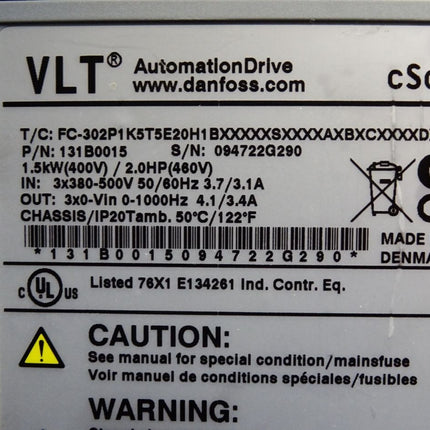 VLT® AutomationDrive
www.danfoss.com
T/C: FC-302P1K5T5E20H1BXXXXXSXXXXAXBXCXXXXD
P/N: 131B0015 S/N: 094722G290
1.5kW(400V) / 2.0HP(460V)
IN: 3x380-500V 50/60Hz 3.7/3.1A
OUT: 3x0-Vin 0-1000Hz 4.1/3.4A
CHASSIS/IP20Tamb. 50°C/122°F
*131B0015094722G290*
MADE
DENMA
c UL us Listed 76X1 E134261 Ind. Contr. Eq.
CAUTION:
See manual for special condition/mainsfuse
Voir manuel de conditions spéciales/fusibles
WARNING: